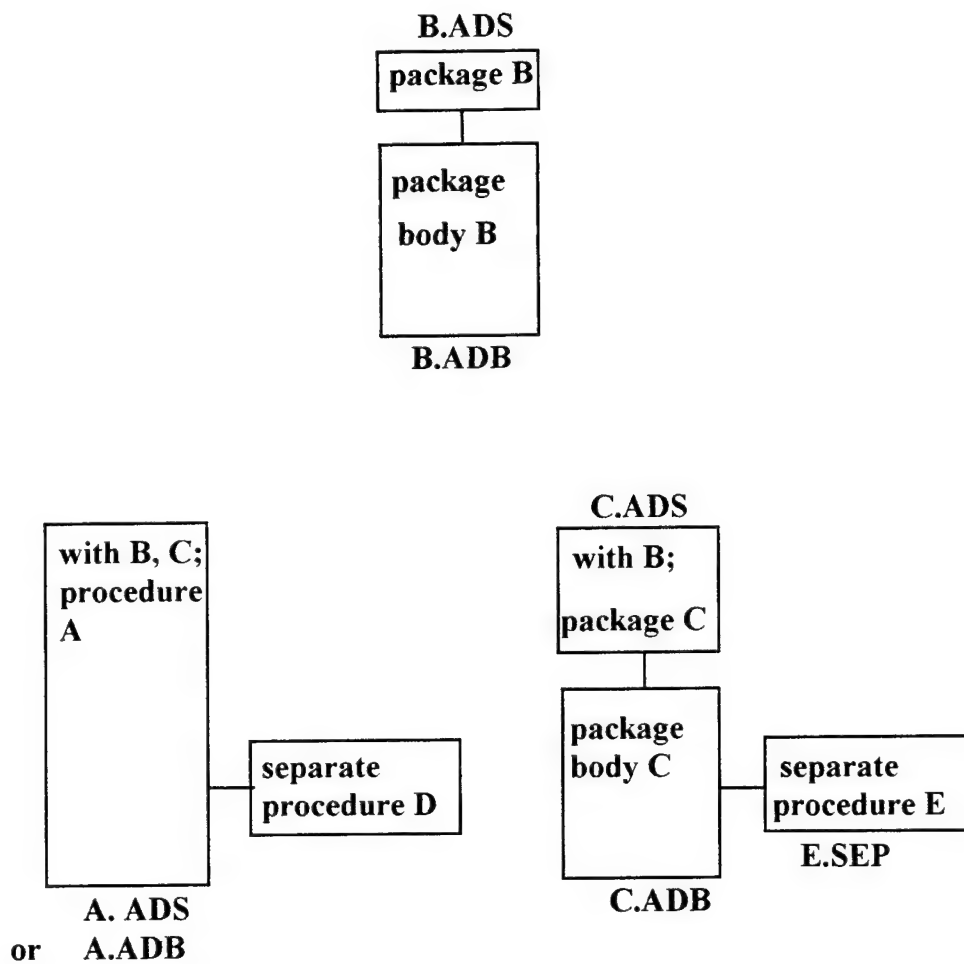 B.ADS
package B
package
body B
B.ADB
with B, C;
procedure
A
separate
procedure D
A. ADS
or A.ADB
C.ADS
with B;
package C
package
body C
separate
procedure E
E.SEP
C.ADB